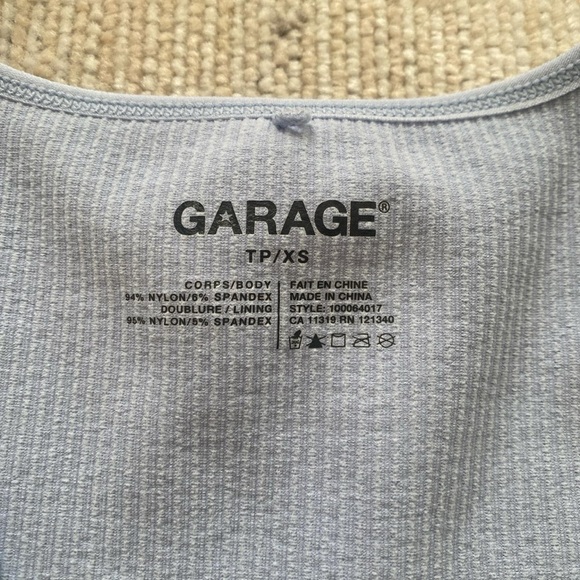 GARAGE®
TP/XS
CORPS/BODY
94% NYLON/6% SPANDEX
DOUBLURE / LINING
95% NYLON/5% SPANDEX
FAIT EN CHINE
MADE IN CHINA
STYLE: 100064017
CA 11319 RN 121340